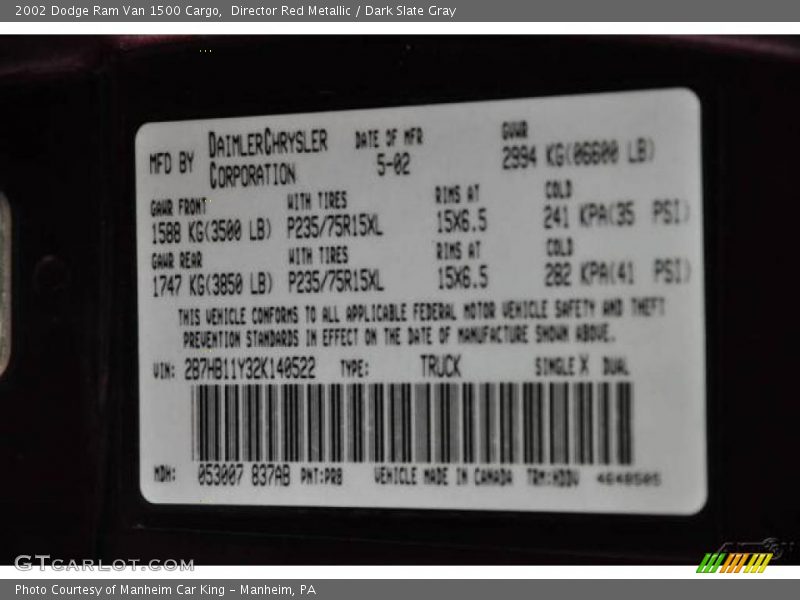 2002 Dodge Ram Van 1500 Cargo,  Director Red Metallic / Dark Slate Gray
MFD BY DAIMLERCHRYSLER CORPORATION DATE OF MFR 5-02 GVWR 2994 KG(06600 LB)
GAWR FRONT WITH TIRES RIMS AT COLD
1588 KG(3500 LB) P235/75R15XL 15X6.5 241 KPA(35 PSI)
GAWR REAR WITH TIRES RIMS AT COLD
1747 KG(3850 LB) P235/75R15XL 15X6.5 282 KPA(41 PSI)
THIS VEHICLE CONFORMS TO ALL APPLICABLE FEDERAL MOTOR VEHICLE SAFETY AND THEFT
PREVENTION STANDARDS IN EFFECT ON THE DATE OF MANUFACTURE SHOWN ABOVE.
VIN: 2B7HB11Y32K140522 TYPE: TRUCK SINGLE X DUAL
MDH: 053007 837AB PNT:PRB VEHICLE MADE IN CANADA TRM:HDDV 4648505
GTCARLOT.COM
Photo Courtesy of Manheim Car King - Manheim, PA